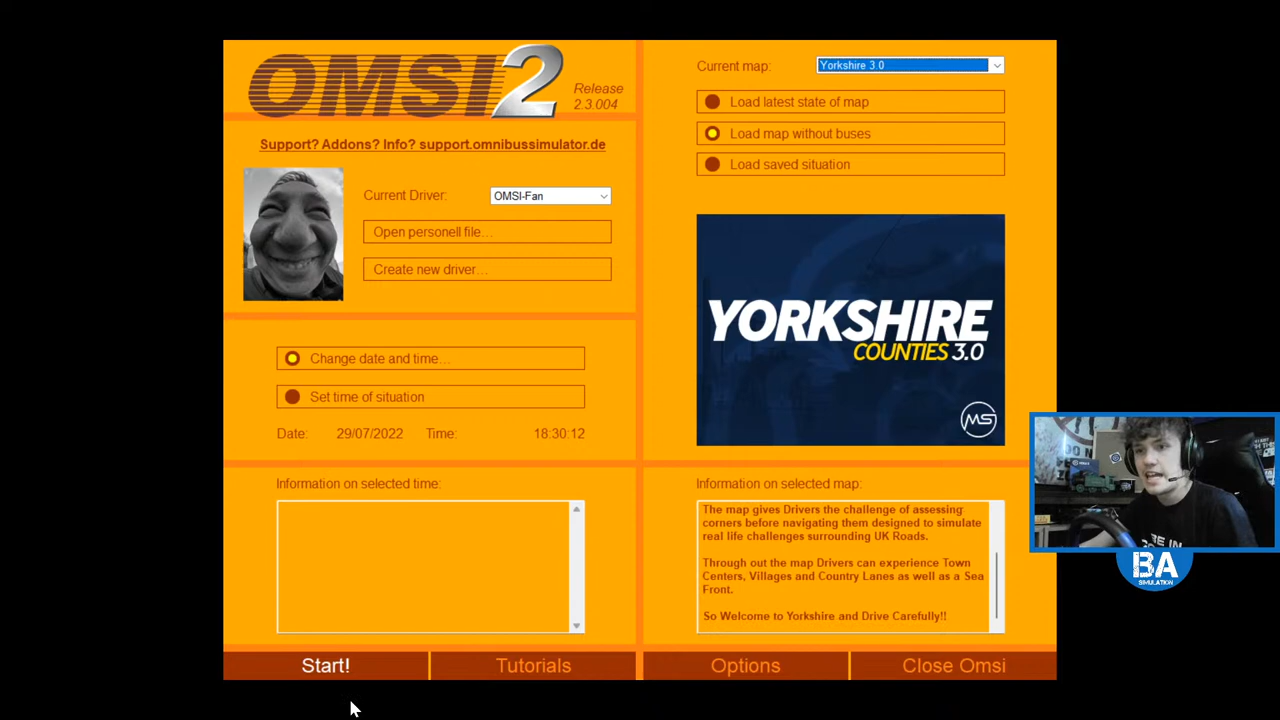 OMSI 2
Release
2.3.004
Support? Addons? Info? support.omnibussimulator.de
Current Driver:
OMSI-Fan
Open personell file...
Create new driver...
Change date and time...
Set time of situation
Date: 29/07/2022 Time: 18:30:12
Information on selected time:
Current map:
Yorkshire 3.0
Load latest state of map
Load map without buses
Load saved situation
YORKSHIRE
COUNTIES 3.0
MS
Information on selected map:
The map gives Drivers the challenge of assessing
corners before navigating them designed to simulate
real life challenges surrounding UK Roads.
Through out the map Drivers can experience Town
Centers, Villages and Country Lanes as well as a Sea
Front.
So Welcome to Yorkshire and Drive Carefully!!
Start!
Tutorials
Options
Close Omsi
BA
SIMULATION